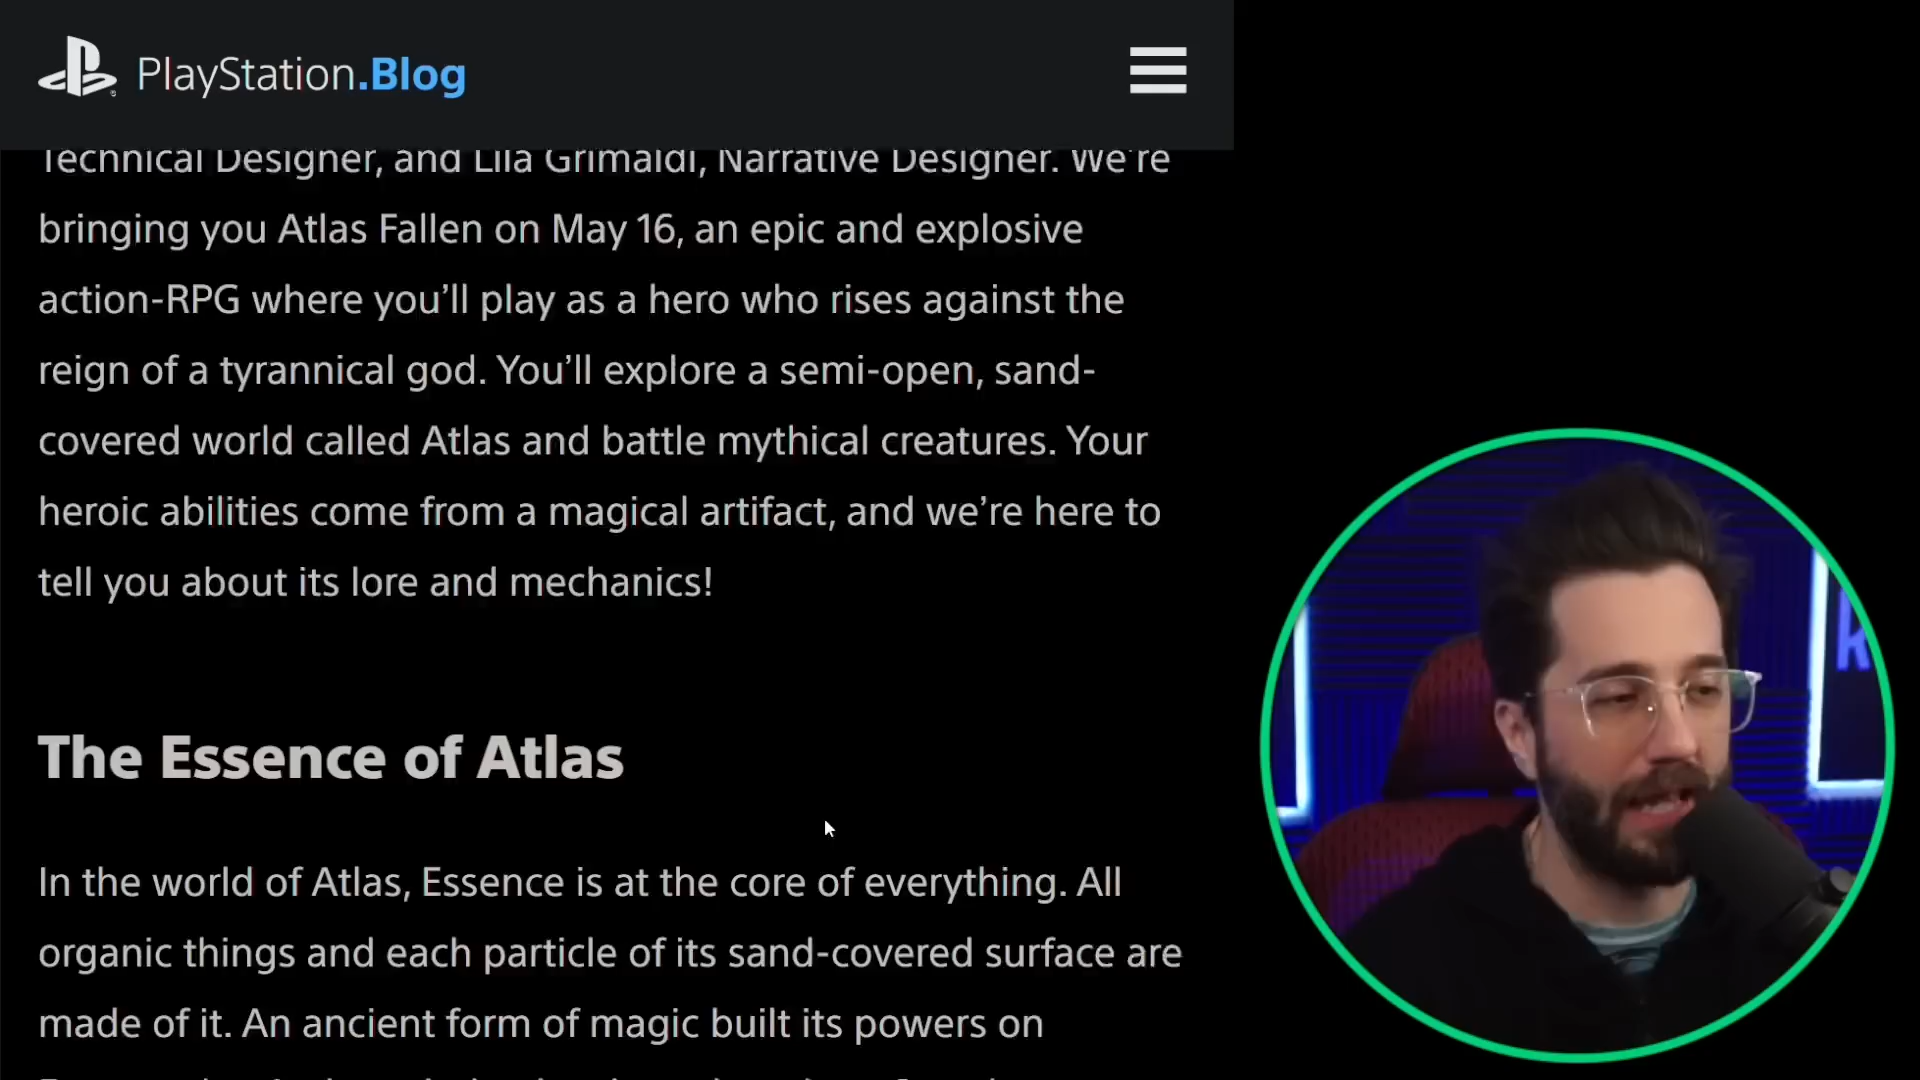 PlayStation.Blog
Technical Designer, and Lila Grimaldi, Narrative Designer. We’re
bringing you Atlas Fallen on May 16, an epic and explosive
action-RPG where you’ll play as a hero who rises against the
reign of a tyrannical god. You’ll explore a semi-open, sand-
covered world called Atlas and battle mythical creatures. Your
heroic abilities come from a magical artifact, and we’re here to
tell you about its lore and mechanics!
The Essence of Atlas
In the world of Atlas, Essence is at the core of everything. All
organic things and each particle of its sand-covered surface are
made of it. An ancient form of magic built its powers on